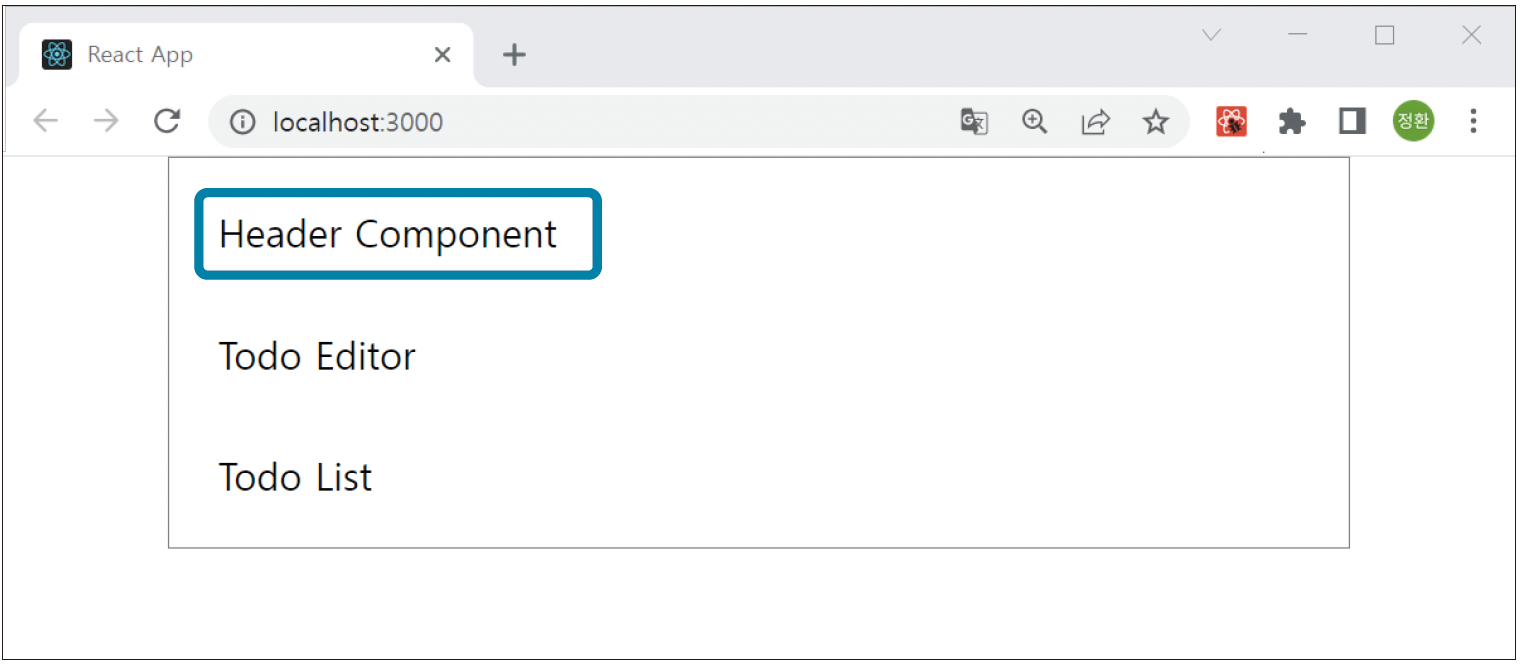 React App
localhost:3000
정환
Header Component
Todo Editor
Todo List